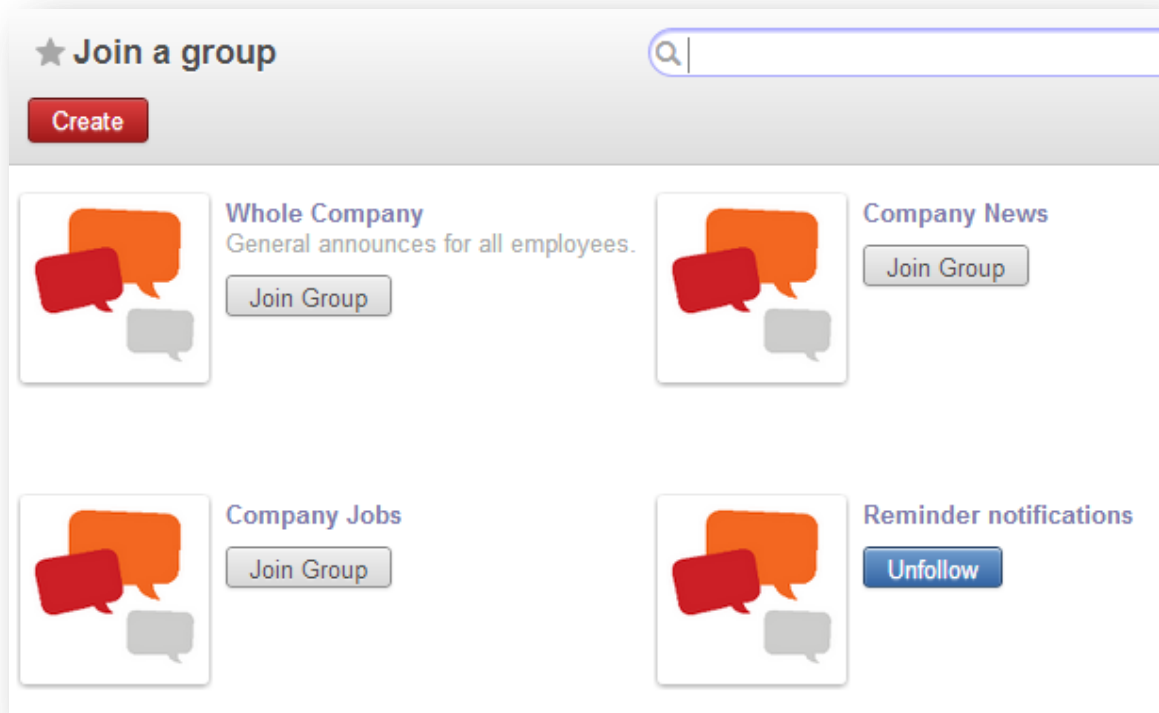 Join a group
Create
Whole Company
General announces for all employees.
Join Group
Company News
Join Group
Company Jobs
Join Group
Reminder notifications
Unfollow